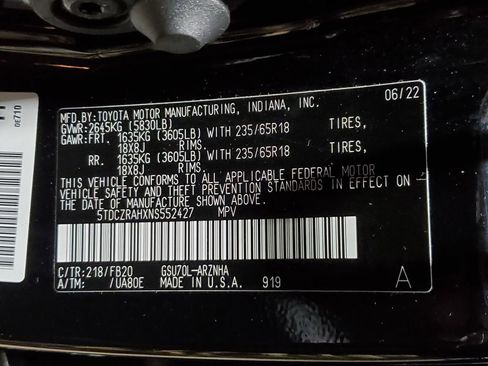 MFD.BY:TOYOTA MOTOR MANUFACTURING, INDIANA, INC. 06/22
GVWR:2645KG (5830LB)
GAWR:FRT. 1635KG (3605LB) WITH 235/65R18 TIRES,
18X8J RIMS.
RR. 1635KG (3605LB) WITH 235/65R18 TIRES,
18X8J RIMS.
THIS VEHICLE CONFORMS TO ALL APPLICABLE FEDERAL MOTOR
VEHICLE SAFETY AND THEFT PREVENTION STANDARDS IN EFFECT ON
THE DATE OF MANUFACTURE SHOWN ABOVE.
5TDCZRAHXNS552427 MPV
C/TR:218/FB20 GSU70L-ARZNHA
A/TM: /UA80E MADE IN U.S.A. 919 A
0E710